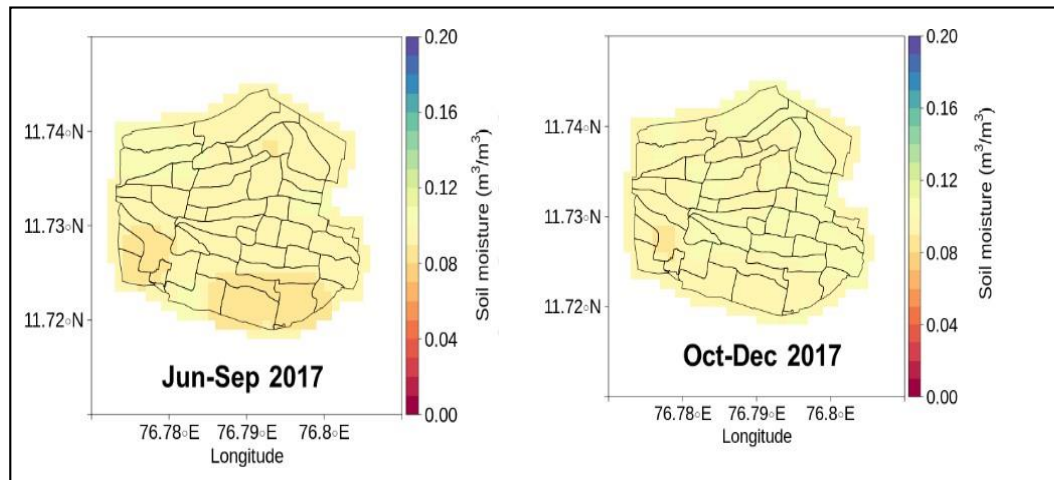 0.20
0.16
0.12
0.08
0.04
0.00
Soil moisture (m³/m³)
11.74◦N
11.73◦N
11.72◦N
Jun-Sep 2017
76.78◦E 76.79◦E 76.8◦E
Longitude
0.20
0.16
0.12
0.08
0.04
0.00
Soil moisture (m³/m³)
11.74◦N
11.73◦N
11.72◦N
Oct-Dec 2017
76.78◦E 76.79◦E 76.8◦E
Longitude